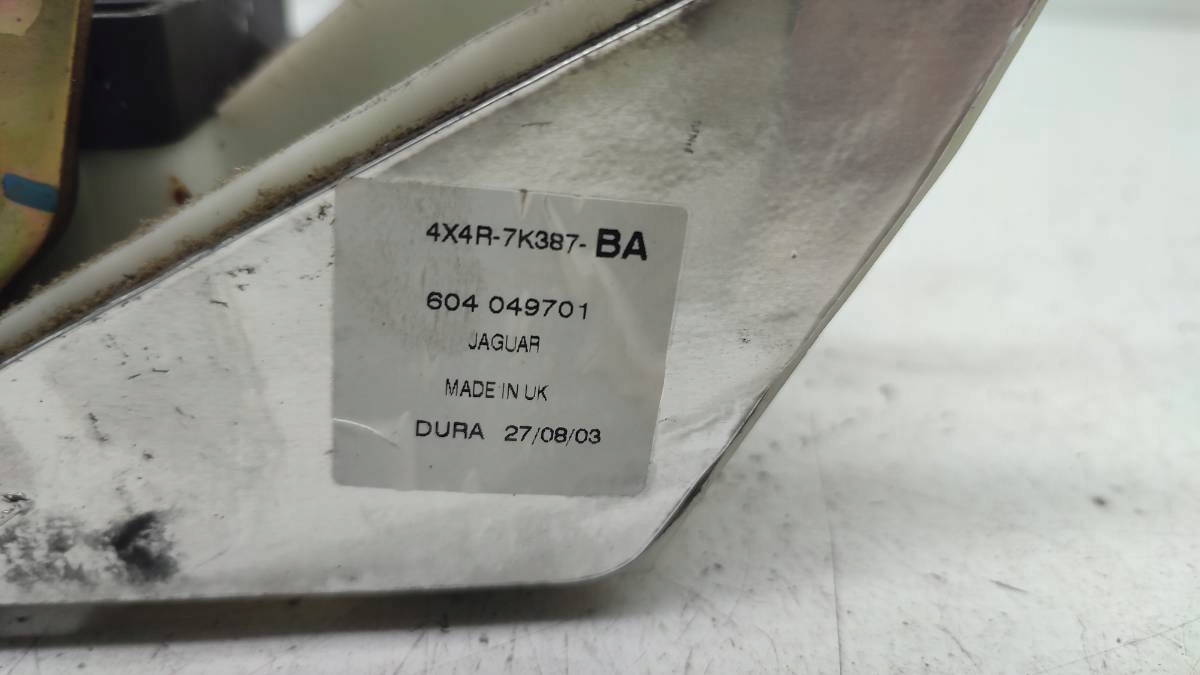 4X4R-7K387-BA
604 049701
JAGUAR
MADE IN UK
DURA 27/08/03